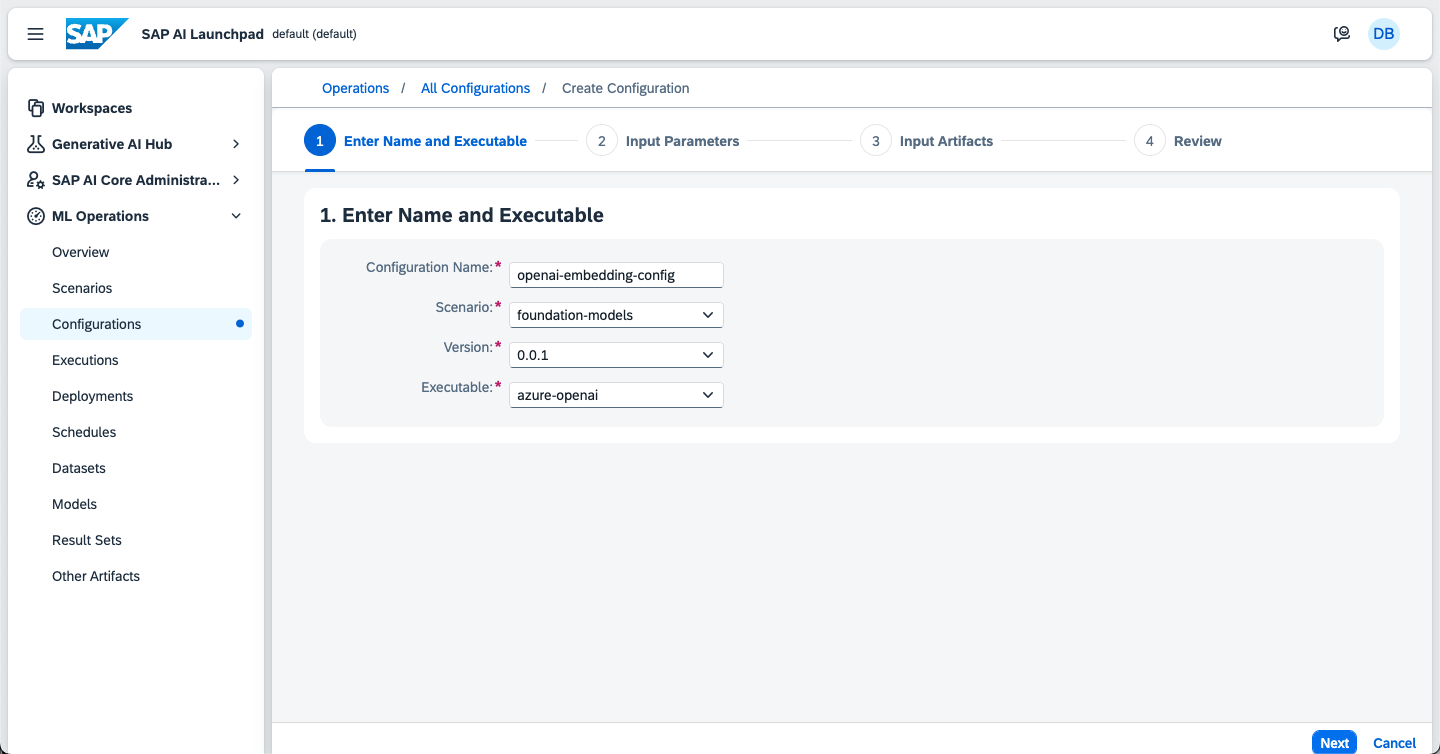 SAP SAP AI Launchpad default (default) DB
Workspaces
Generative AI Hub
SAP AI Core Administra...
ML Operations
Overview
Scenarios
Configurations
Executions
Deployments
Schedules
Datasets
Models
Result Sets
Other Artifacts
Operations / All Configurations / Create Configuration
1 Enter Name and Executable 2 Input Parameters 3 Input Artifacts 4 Review
1. Enter Name and Executable
Configuration Name:* openai-embedding-config
Scenario:* foundation-models
Version:* 0.0.1
Executable:* azure-openai
Next Cancel